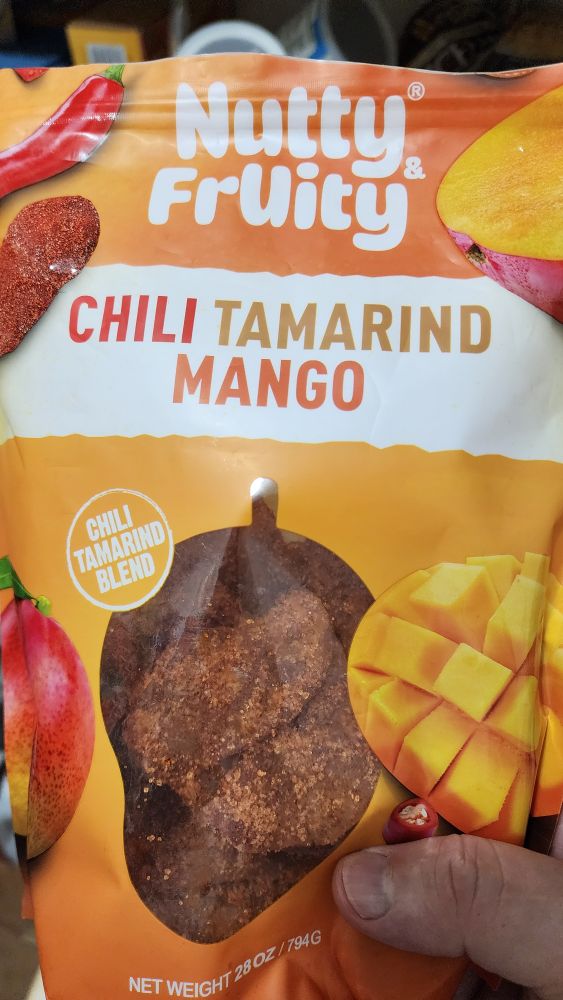 Nutty®
& Fruity
CHILI TAMARIND
MANGO
CHILI
TAMARIND
BLEND
NET WEIGHT 28 OZ / 794G